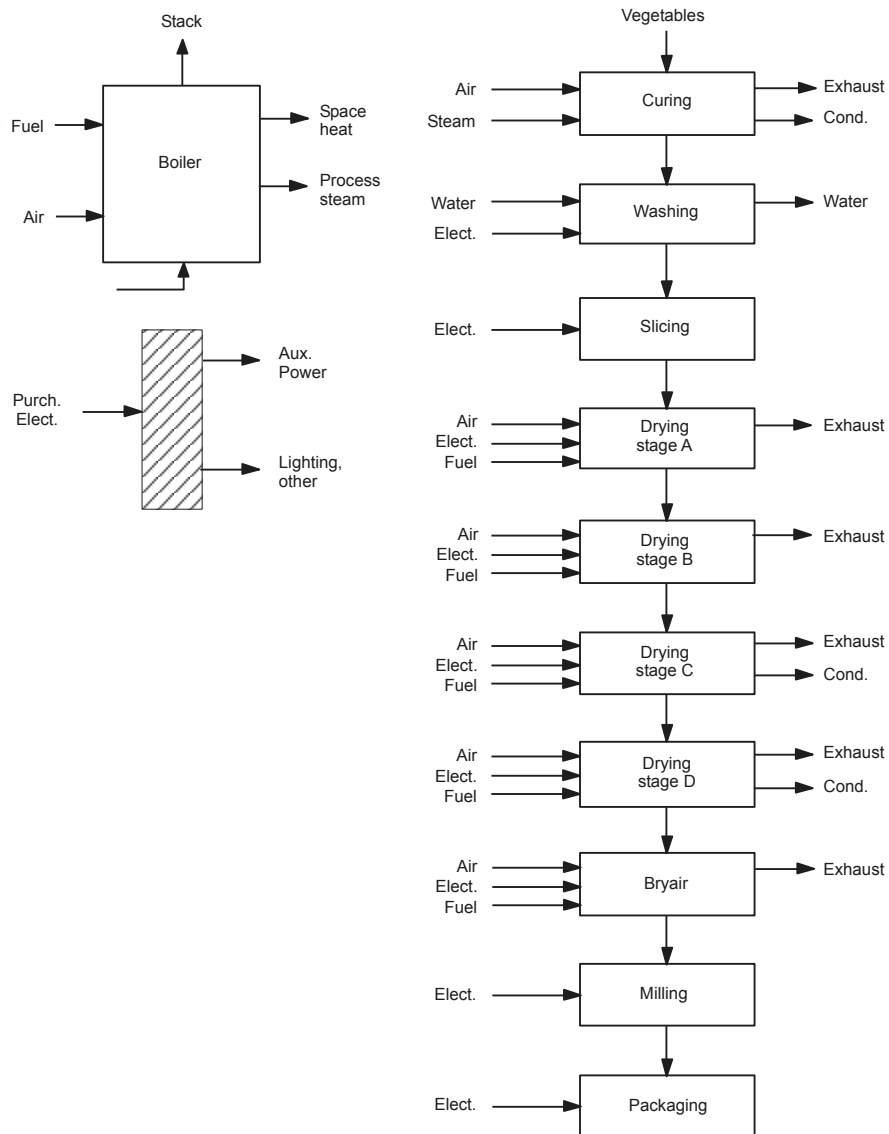 Stack
Fuel
Air
Boiler
Space
heat
Process
steam
Purch.
Elect.
Aux.
Power
Lighting,
other
Vegetables
Air
Steam
Curing
Exhaust
Cond.
Water
Elect.
Washing
Water
Elect.
Slicing
Air
Elect.
Fuel
Drying
stage A
Exhaust
Air
Elect.
Fuel
Drying
stage B
Exhaust
Air
Elect.
Fuel
Drying
stage C
Exhaust
Cond.
Air
Elect.
Fuel
Drying
stage D
Exhaust
Cond.
Air
Elect.
Fuel
Bryair
Exhaust
Elect.
Milling
Elect.
Packaging